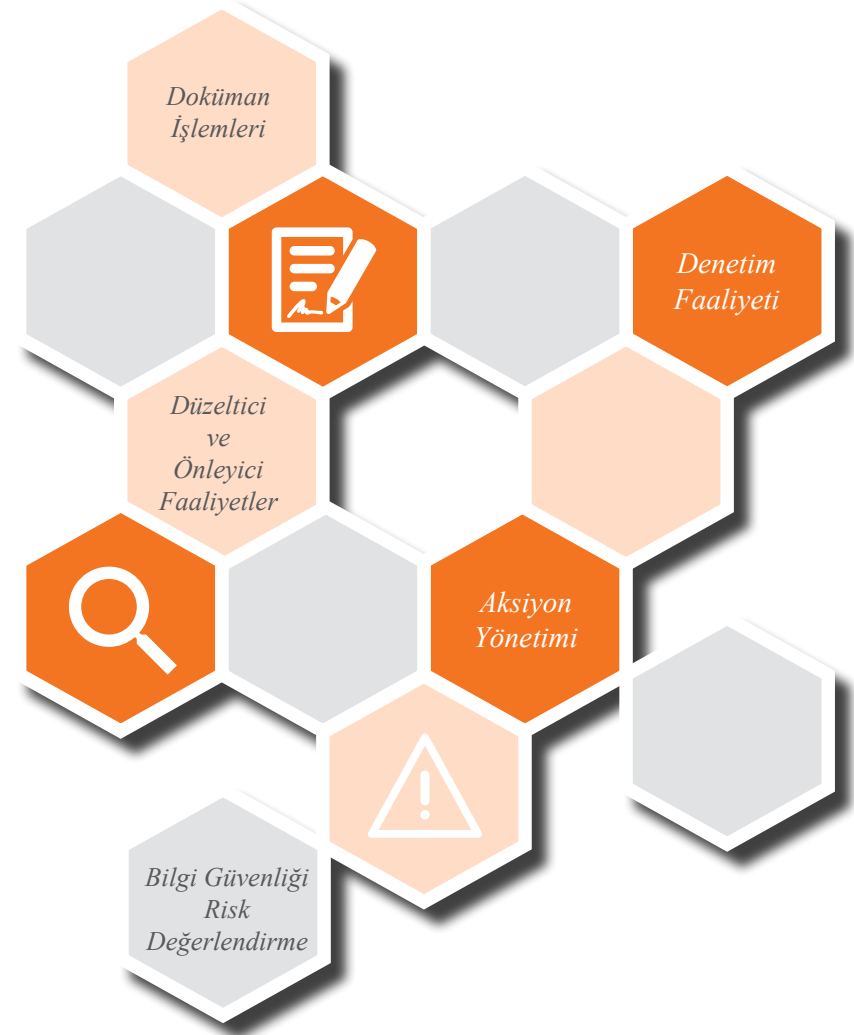 Doküman
İşlemleri
Denetim
Faaliyeti
Düzeltici
ve
Önleyici
Faaliyetler
Aksiyon
Yönetimi
Bilgi Güvenliği
Risk
Değerlendirme